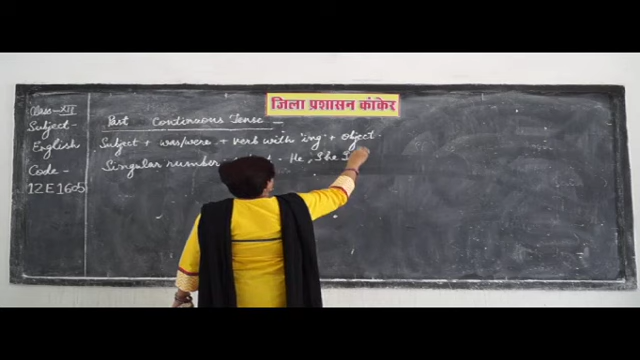 जिला प्रशासन कांकेर
Class-XII
Subject-
English
Code-
12E1605
Past Continuous Tense -
Subject + was/were + verb with 'ing' + object.
Singular number
He, She